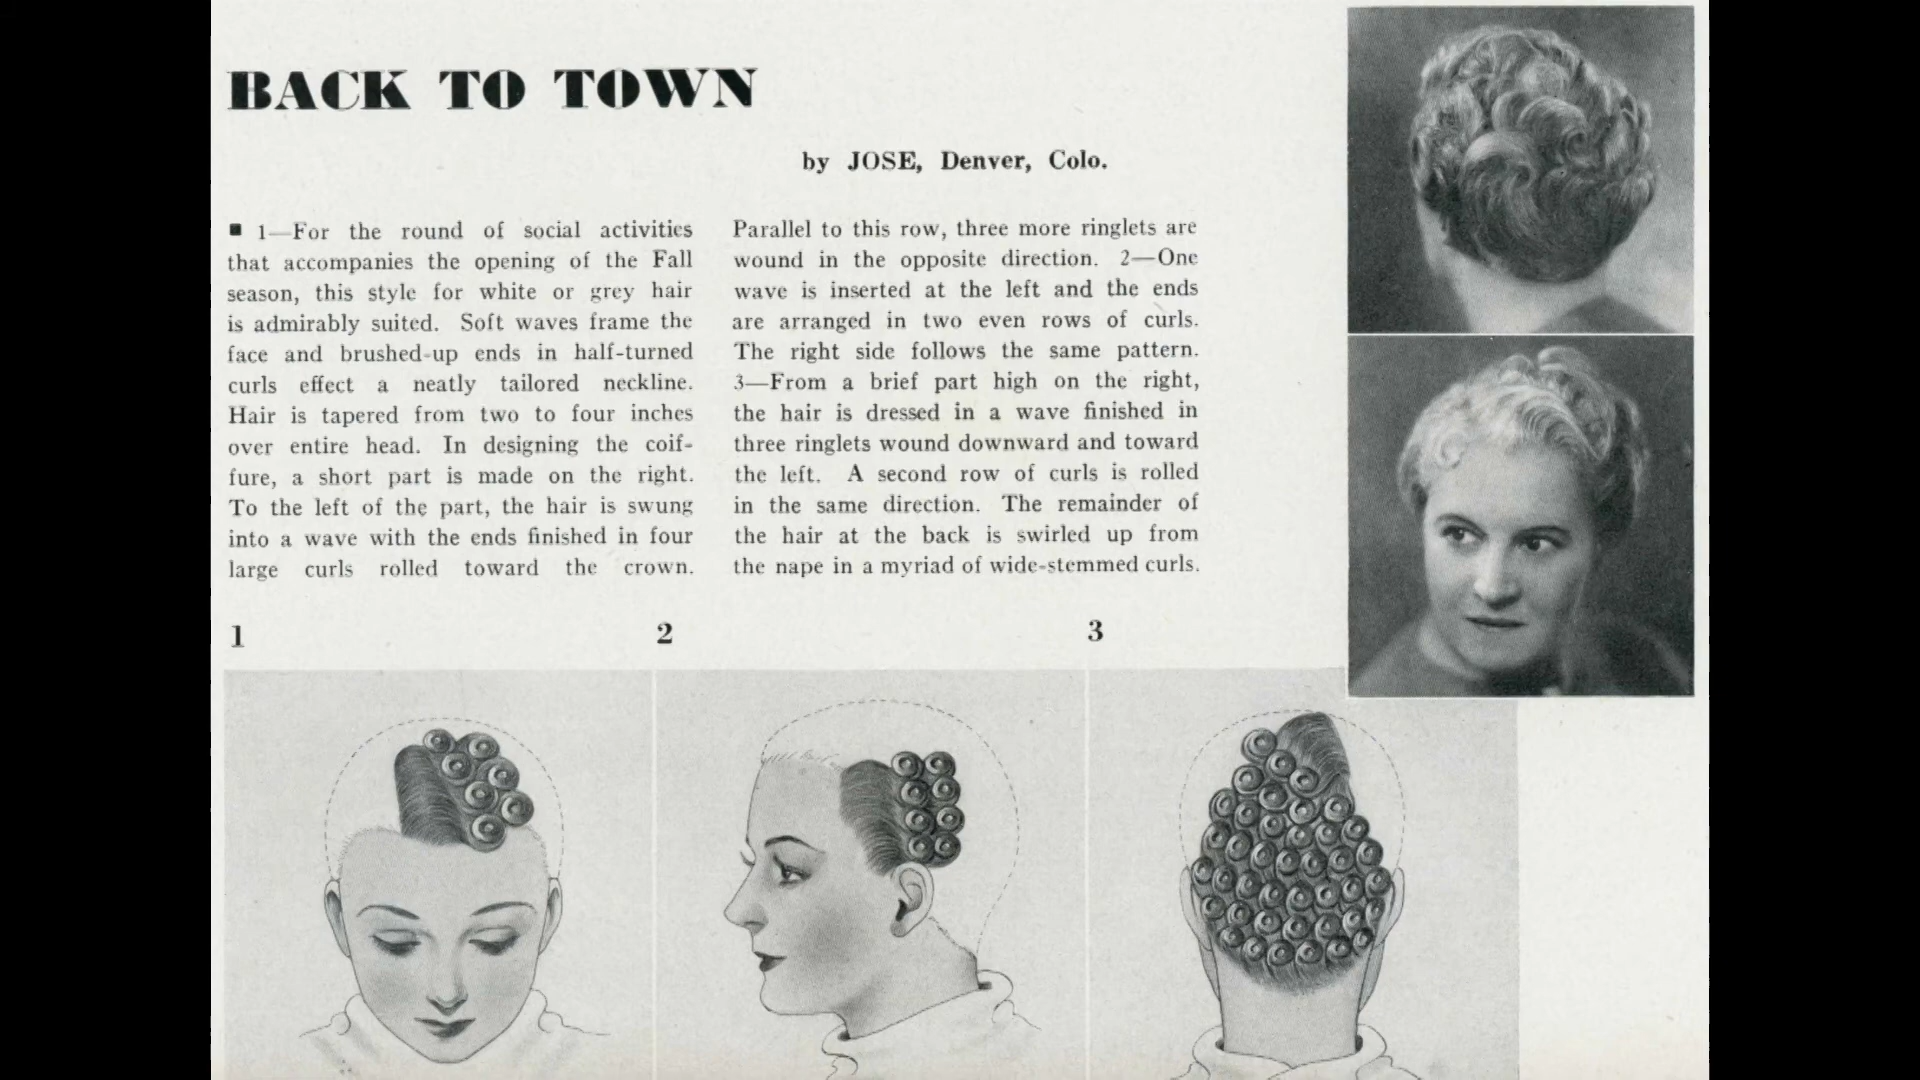 BACK TO TOWN
by JOSE, Denver, Colo.
■ 1—For the round of social activities
that accompanies the opening of the Fall
season, this style for white or grey hair
is admirably suited. Soft waves frame the
face and brushed-up ends in half-turned
curls effect a neatly tailored neckline.
Hair is tapered from two to four inches
over entire head. In designing the coif-
fure, a short part is made on the right.
To the left of the part, the hair is swung
into a wave with the ends finished in four
large curls rolled toward the crown.
Parallel to this row, three more ringlets are
wound in the opposite direction. 2—One
wave is inserted at the left and the ends
are arranged in two even rows of curls.
The right side follows the same pattern.
3—From a brief part high on the right,
the hair is dressed in a wave finished in
three ringlets wound downward and toward
the left. A second row of curls is rolled
in the same direction. The remainder of
the hair at the back is swirled up from
the nape in a myriad of wide-stemmed curls.
1
2
3